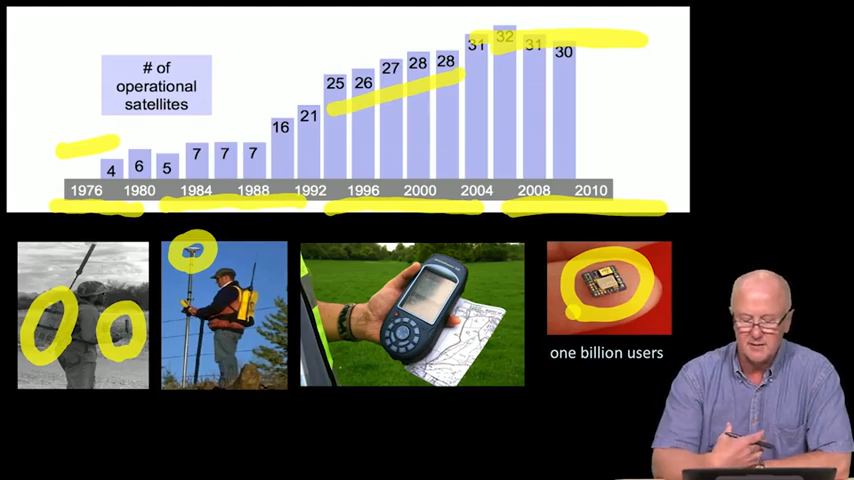 # of
operational
satellites
4 6 5 7 7 7 16 21 25 26 27 28 28 31 32 31 30
1976 1980 1984 1988 1992 1996 2000 2004 2008 2010
one billion users